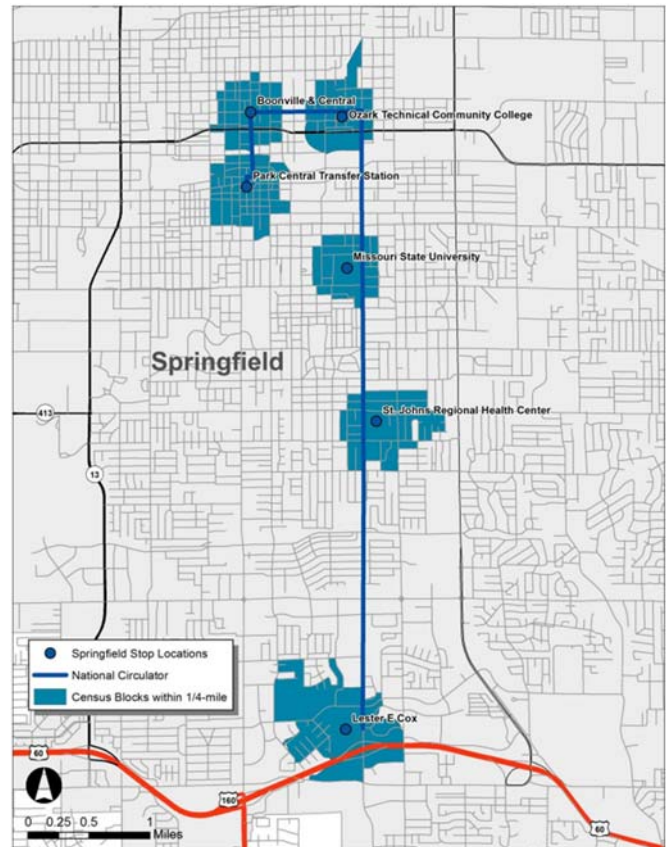 Boonville & Central
Ozark Technical Community College
Park Central Transfer Station
Missouri State University
Springfield
St. Johns Regional Health Center
413
13
Springfield Stop Locations
National Circulator
Census Blocks within 1/4-mile
Lester E Cox
60
160
60
0 0.25 0.5 1
Miles